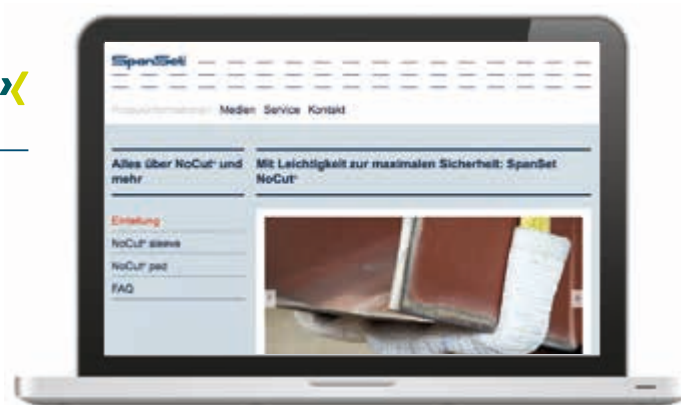 SpanSet
Medien Service Kontakt
Alles über NoCut® und
mehr
Mit Leichtigkeit zur maximalen Sicherheit: SpanSet
NoCut®
Einleitung
NoCut® sleeve
NoCut® pad
FAQ